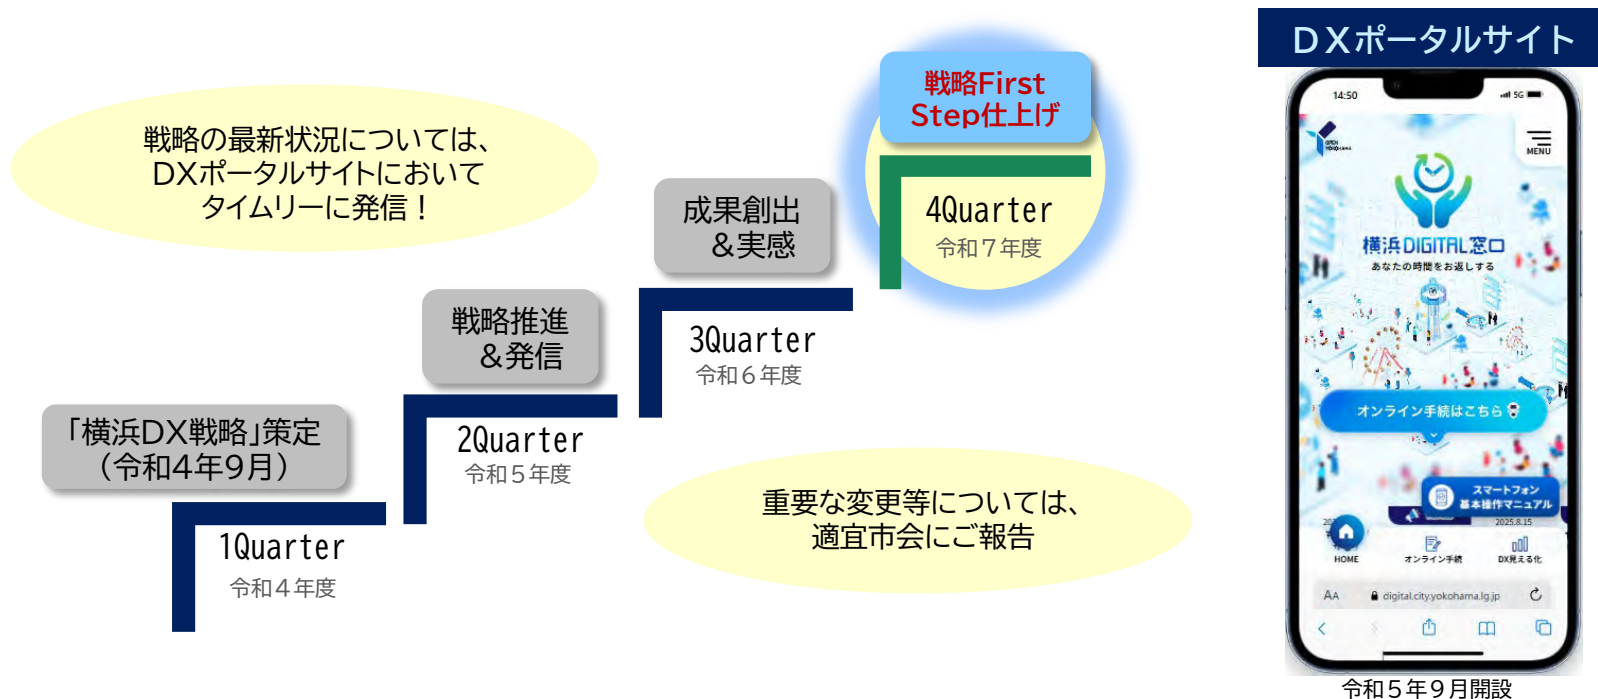 戦略の最新状況については、
DXポータルサイトにおいて
タイムリーに発信！
「横浜DX戦略」策定
（令和4年9月）
1Quarter
令和４年度
戦略推進
＆発信
2Quarter
令和５年度
成果創出
＆実感
3Quarter
令和６年度
戦略First
Step仕上げ
4Quarter
令和７年度
重要な変更等については、
適宜市会にご報告
ＤＸポータルサイト
14:50
5G
OPEN
YOKOHAMA
MENU
横浜DIGITAL窓口
あなたの時間をお返しする
オンライン手続はこちら
スマートフォン
基本操作マニュアル
2025.8.15
HOME
オンライン手続
DX見える化
AA
digital.city.yokohama.lg.jp
令和５年９月開設